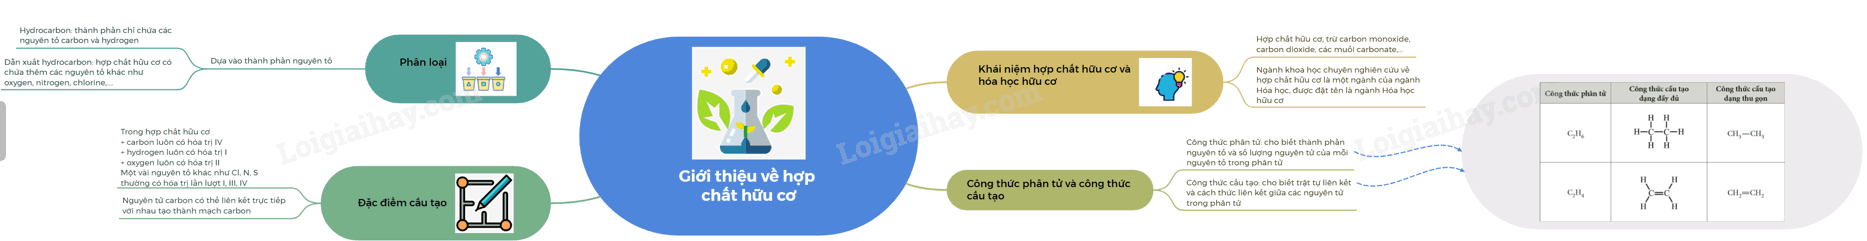 Hydrocarbon: thành phần chỉ chứa các
nguyên tố carbon và hydrogen
Dẫn xuất hydrocarbon: hợp chất hữu cơ có
chứa thêm các nguyên tố khác như
oxygen, nitrogen, chlorine,...
Dựa vào thành phần nguyên tố
Phân loại
Trong hợp chất hữu cơ
+ carbon luôn có hóa trị IV
+ hydrogen luôn có hóa trị I
+ oxygen luôn có hóa trị II
Một vài nguyên tố khác như Cl, N, S
thường có hóa trị lần lượt I, III, IV
Nguyên tử carbon có thể liên kết trực tiếp
với nhau tạo thành mạch carbon
Đặc điểm cấu tạo
Giới thiệu về hợp
chất hữu cơ
Khái niệm hợp chất hữu cơ và
hóa học hữu cơ
Hợp chất hữu cơ, trừ carbon monoxide,
carbon dioxide, các muối carbonate,...
Ngành khoa học chuyên nghiên cứu về
hợp chất hữu cơ là một ngành của ngành
Hóa học, được đặt tên là ngành Hóa học
hữu cơ
Công thức phân tử và công thức
cấu tạo
Công thức phân tử: cho biết thành phần
nguyên tố và số lượng nguyên tử của mỗi
nguyên tố trong phân tử
Công thức cấu tạo: cho biết trật tự liên kết
và cách thức liên kết giữa các nguyên tử
trong phân tử
Công thức phân tử
Công thức cấu tạo
dạng đầy đủ
Công thức cấu tạo
dạng thu gọn
C₂H₆
H H
H—C—C—H
H H
CH₃—CH₃
C₂H₄
H H
C=C
H H
CH₂=CH₂
Loigiaihay.com
Loigiaihay.com
Loigiaihay.com